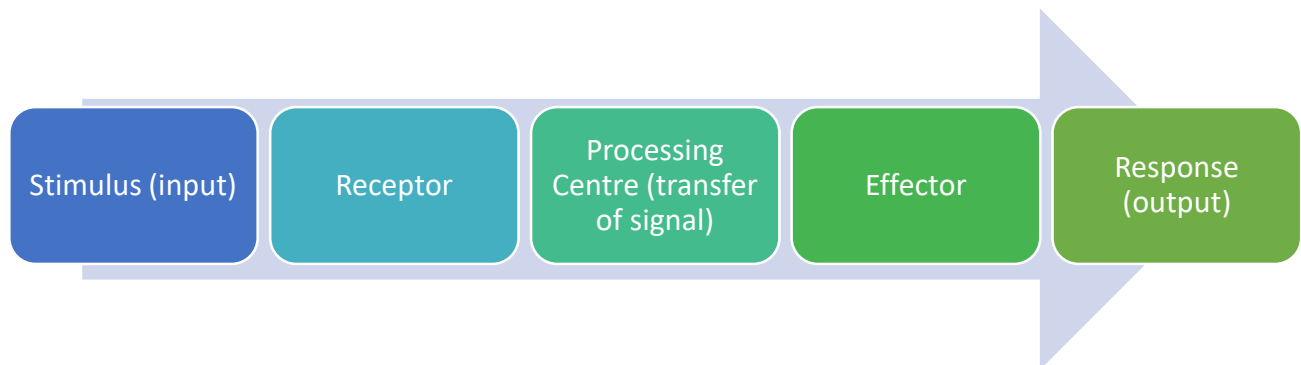 Stimulus (input)
Receptor
Processing
Centre (transfer
of signal)
Effector
Response
(output)